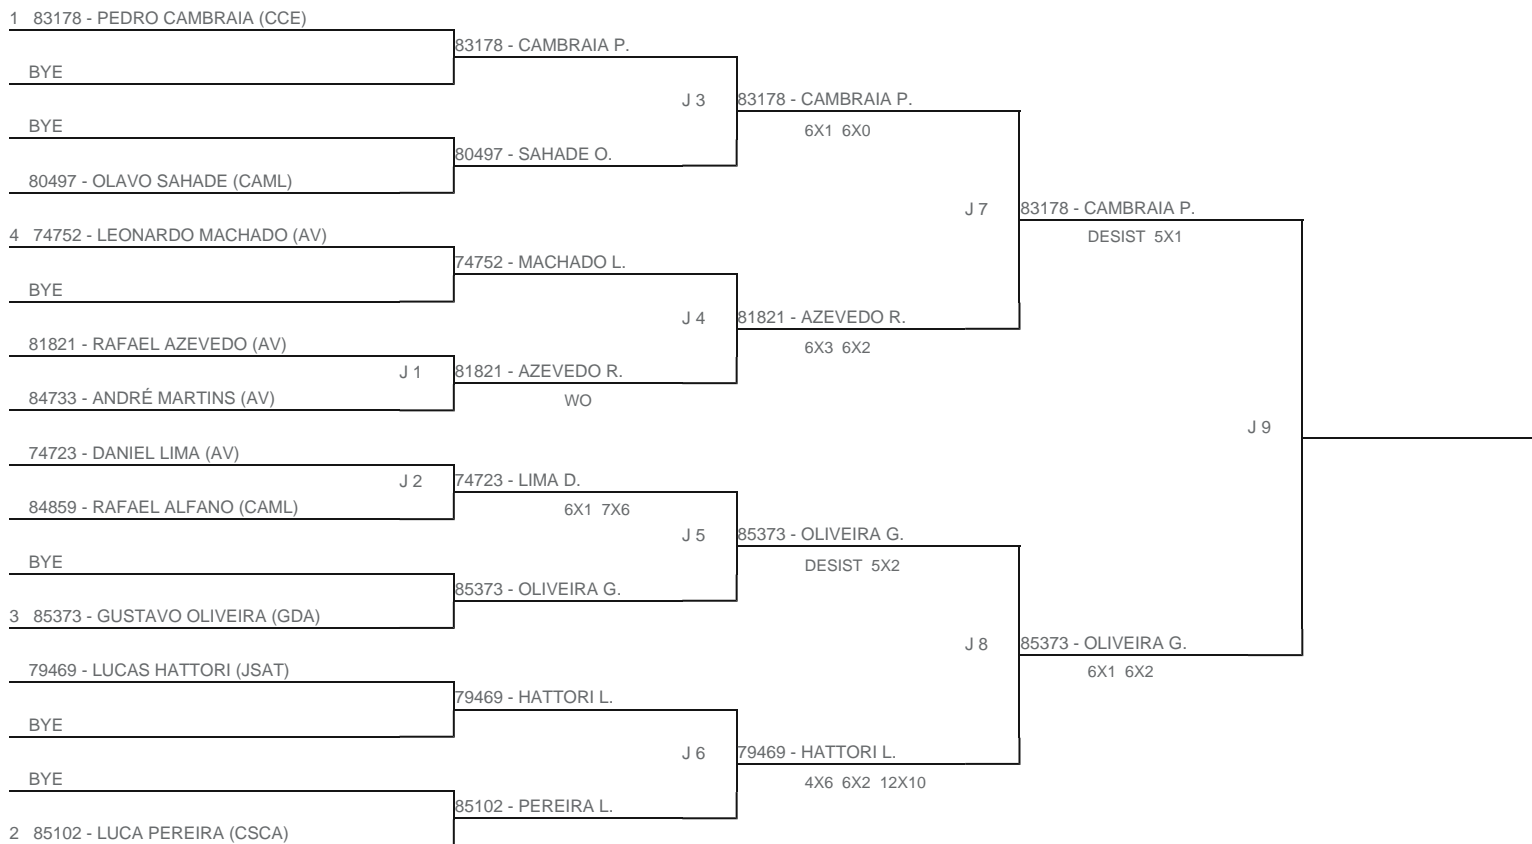 1 83178 - PEDRO CAMBRAIA (CCE)
83178 - CAMBRAIA P.
BYE
J 3
83178 - CAMBRAIA P.
BYE
6X1 6X0
80497 - SAHADE O.
80497 - OLAVO SAHADE (CAML)
J 7
83178 - CAMBRAIA P.
4 74752 - LEONARDO MACHADO (AV)
DESIST 5X1
74752 - MACHADO L.
BYE
J 4
81821 - AZEVEDO R.
81821 - RAFAEL AZEVEDO (AV)
6X3 6X2
J 1
81821 - AZEVEDO R.
84733 - ANDRÉ MARTINS (AV)
WO
J 9
74723 - DANIEL LIMA (AV)
J 2
74723 - LIMA D.
84859 - RAFAEL ALFANO (CAML)
6X1 7X6
J 5
85373 - OLIVEIRA G.
BYE
DESIST 5X2
85373 - OLIVEIRA G.
3 85373 - GUSTAVO OLIVEIRA (GDA)
J 8
85373 - OLIVEIRA G.
79469 - LUCAS HATTORI (JSAT)
6X1 6X2
79469 - HATTORI L.
BYE
J 6
79469 - HATTORI L.
BYE
4X6 6X2 12X10
85102 - PEREIRA L.
2 85102 - LUCA PEREIRA (CSCA)